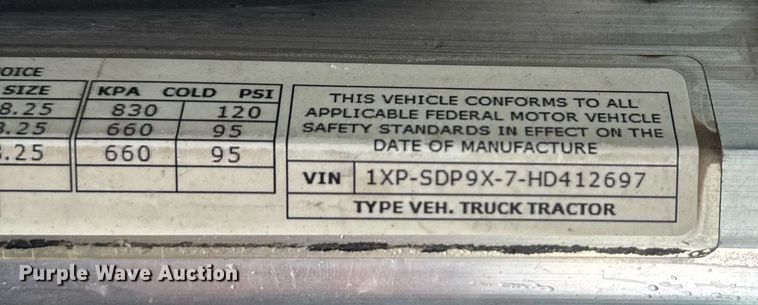 OICE
SIZE KPA COLD PSI
8.25 830 120
8.25 660 95
8.25 660 95
THIS VEHICLE CONFORMS TO ALL
APPLICABLE FEDERAL MOTOR VEHICLE
SAFETY STANDARDS IN EFFECT ON THE
DATE OF MANUFACTURE
VIN 1XP-SDP9X-7-HD412697
TYPE VEH. TRUCK TRACTOR
Purple Wave Auction